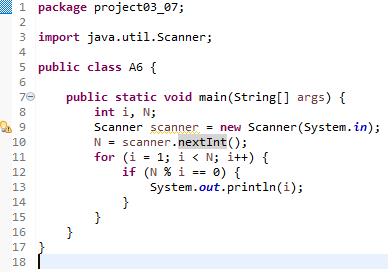 1 package project03_07;
2
3 import java.util.Scanner;
4
5 public class A6 {
6
7     public static void main(String[] args) {
8         int i, N;
9         Scanner scanner = new Scanner(System.in);
10         N = scanner.nextInt();
11         for (i = 1; i < N; i++) {
12             if (N % i == 0) {
13                 System.out.println(i);
14             }
15         }
16     }
17 }
18